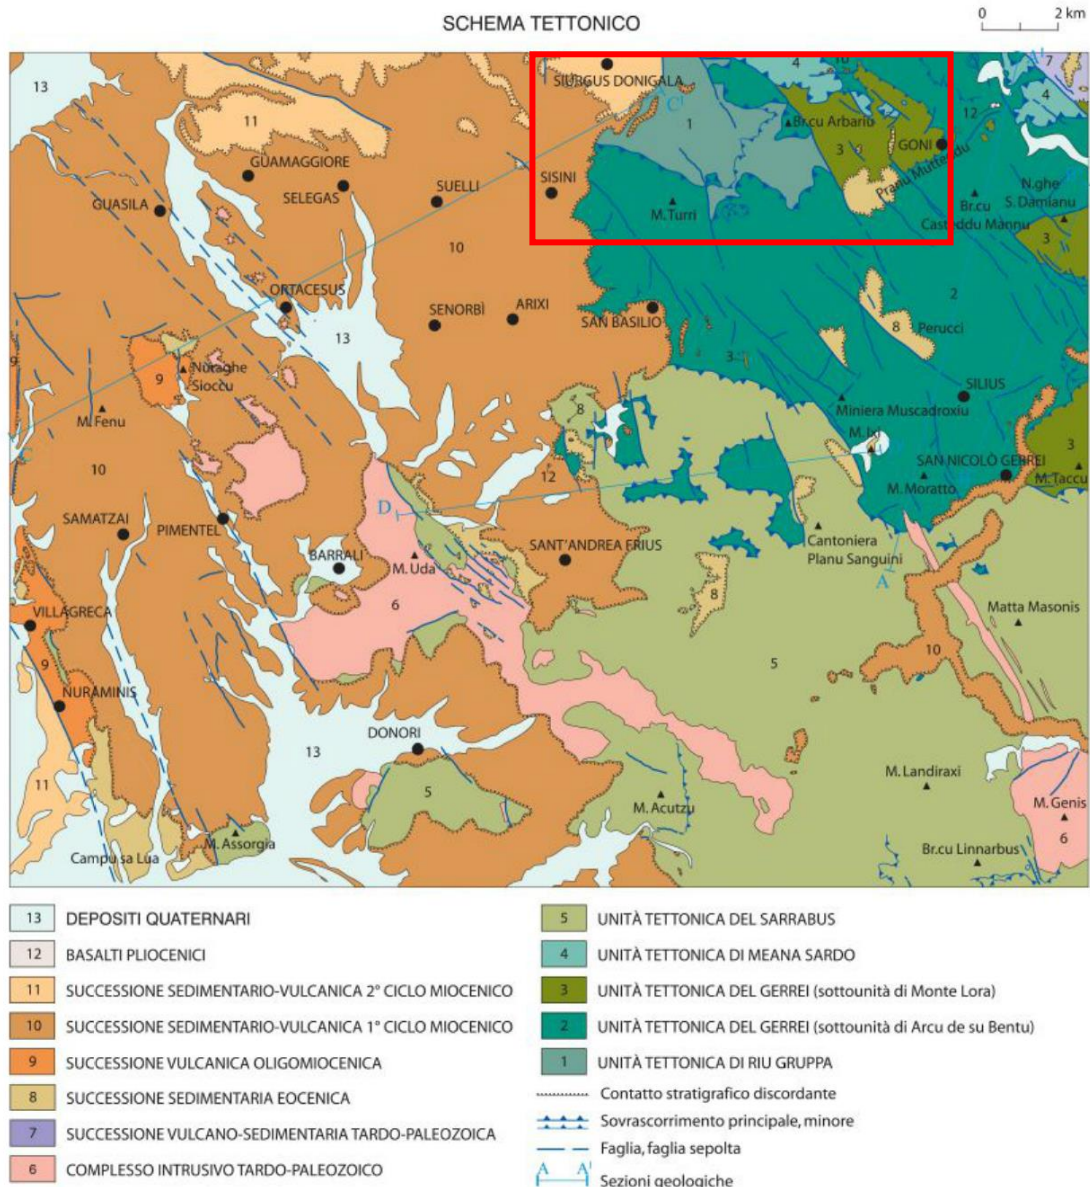 SCHEMA TETTONICO
0 2 km
13
SIURGUS DONIGALA
4
10
7
11
C'
1
Br.cu Arbariu
12
4
GUAMAGGIORE
3
GONI
SELEGAS
SUELLI
SISINI
Pranu Muttedu
N.ghe
S. Damianu
GUASILA
M. Turri
Br.cu
Casteddu Mannu
10
3
ORTACESUS
2
SENORBÌ
ARIXI
SAN BASILIO
13
8
Perucci
9
3
Nuraghe
Sioccu
9
SILIUS
M. Fenu
8
Miniera Muscadroxiu
M. Ixi
3
C
10
12
SAN NICOLÒ GERREI
M. Taccu
M. Moratto
D
SAMATZAI
PIMENTEL
Cantoniera
Planu Sanguini
SANT'ANDREA FRIUS
BARRALI
M. Uda
A
6
8
Matta Masonis
VILLAGRECA
5
10
9
NURAMINIS
13
DONORI
11
M. Landiraxi
5
M. Acutzu
M. Genis
M. Assorgia
6
Campu sa Lua
Br.cu Linnarbus
13 DEPOSITI QUATERNARI
12 BASALTI PLIOCENICI
11 SUCCESSIONE SEDIMENTARIO-VULCANICA 2° CICLO MIOCENICO
10 SUCCESSIONE SEDIMENTARIO-VULCANICA 1° CICLO MIOCENICO
9 SUCCESSIONE VULCANICA OLIGOMIOCENICA
8 SUCCESSIONE SEDIMENTARIA EOCENICA
7 SUCCESSIONE VULCANO-SEDIMENTARIA TARDO-PALEOZOICA
6 COMPLESSO INTRUSIVO TARDO-PALEOZOICO
5 UNITÀ TETTONICA DEL SARRABUS
4 UNITÀ TETTONICA DI MEANA SARDO
3 UNITÀ TETTONICA DEL GERREI (sottounità di Monte Lora)
2 UNITÀ TETTONICA DEL GERREI (sottounità di Arcu de su Bentu)
1 UNITÀ TETTONICA DI RIU GRUPPA
Contatto stratigrafico discordante
Sovrascorrimento principale, minore
Faglia, faglia sepolta
A A' Sezioni geologiche